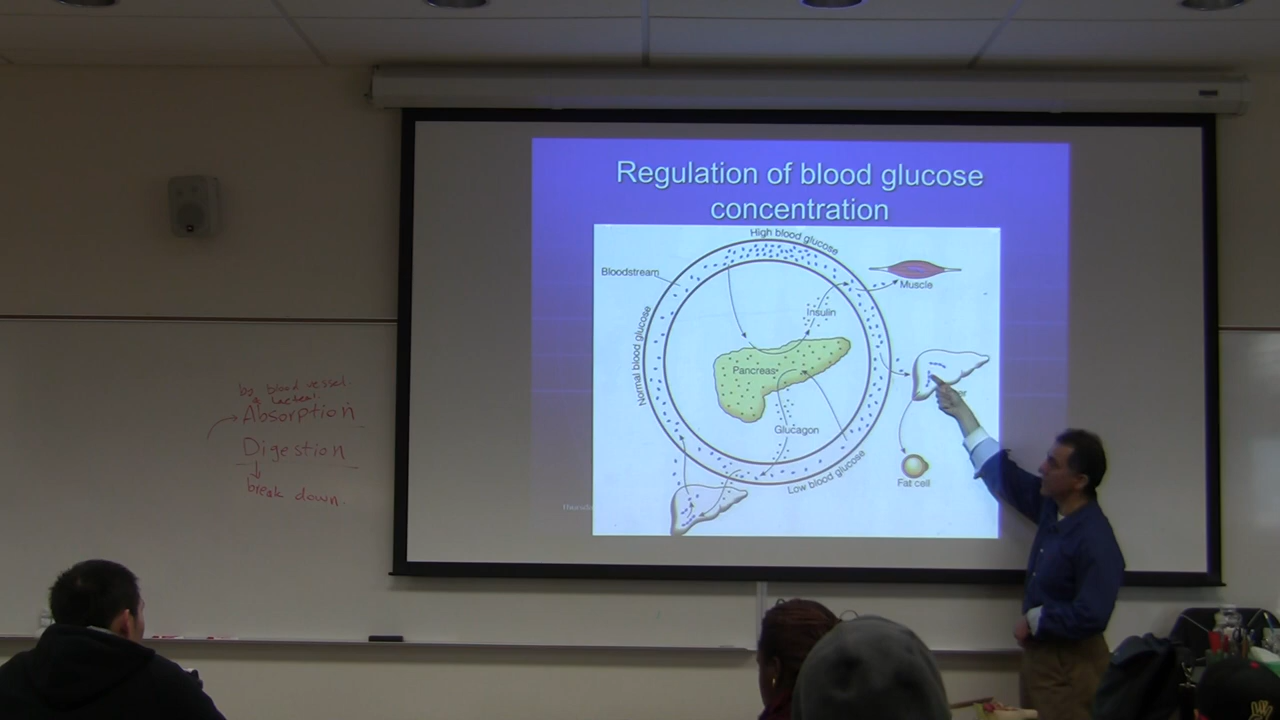 Regulation of blood glucose
concentration
High blood glucose
Bloodstream
Muscle
Insulin
Normal blood glucose
Pancreas
Glucagon
Low blood glucose
Fat cell
by blood vessel.
& lacteal.
Absorption
Digestion
break down.